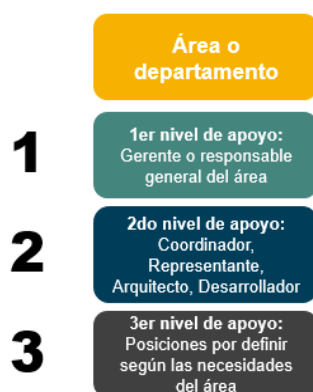 Área o
departamento
1
1er nivel de apoyo:
Gerente o responsable
general del área
2
2do nivel de apoyo:
Coordinador,
Representante,
Arquitecto, Desarrollador
3
3er nivel de apoyo:
Posiciones por definir
según las necesidades
del área